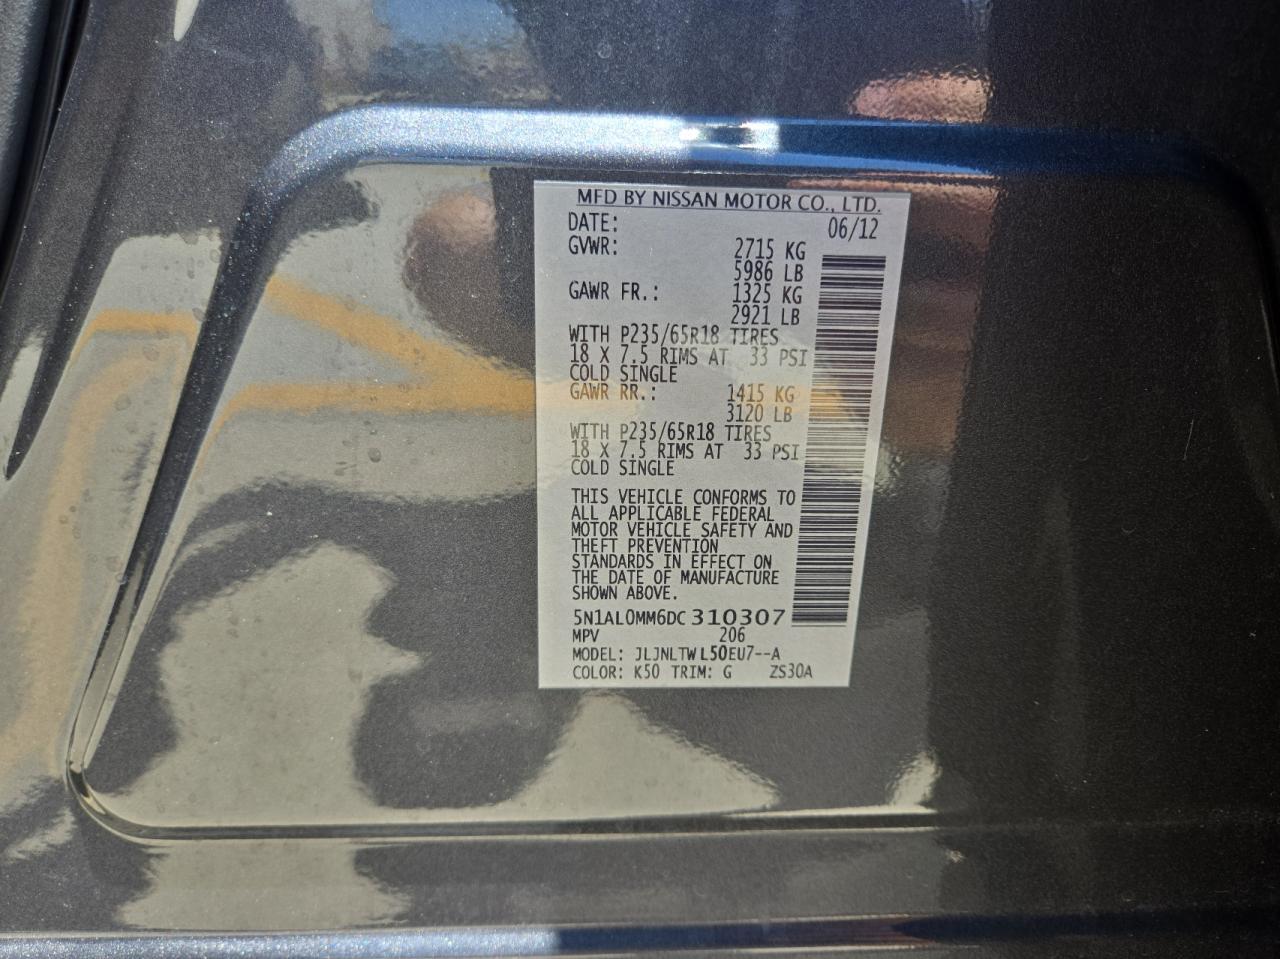 MFD BY NISSAN MOTOR CO., LTD.
DATE: 06/12
GVWR: 2715 KG
5986 LB
GAWR FR.: 1325 KG
2921 LB
WITH P235/65R18 TIRES
18 X 7.5 RIMS AT 33 PSI
COLD SINGLE
GAWR RR.: 1415 KG
3120 LB
WITH P235/65R18 TIRES
18 X 7.5 RIMS AT 33 PSI
COLD SINGLE
THIS VEHICLE CONFORMS TO
ALL APPLICABLE FEDERAL
MOTOR VEHICLE SAFETY AND
THEFT PREVENTION
STANDARDS IN EFFECT ON
THE DATE OF MANUFACTURE
SHOWN ABOVE.
5N1AL0MM6DC310307
MPV 206
MODEL: JLJNLTWL50EU7--A
COLOR: K50 TRIM: G ZS30A